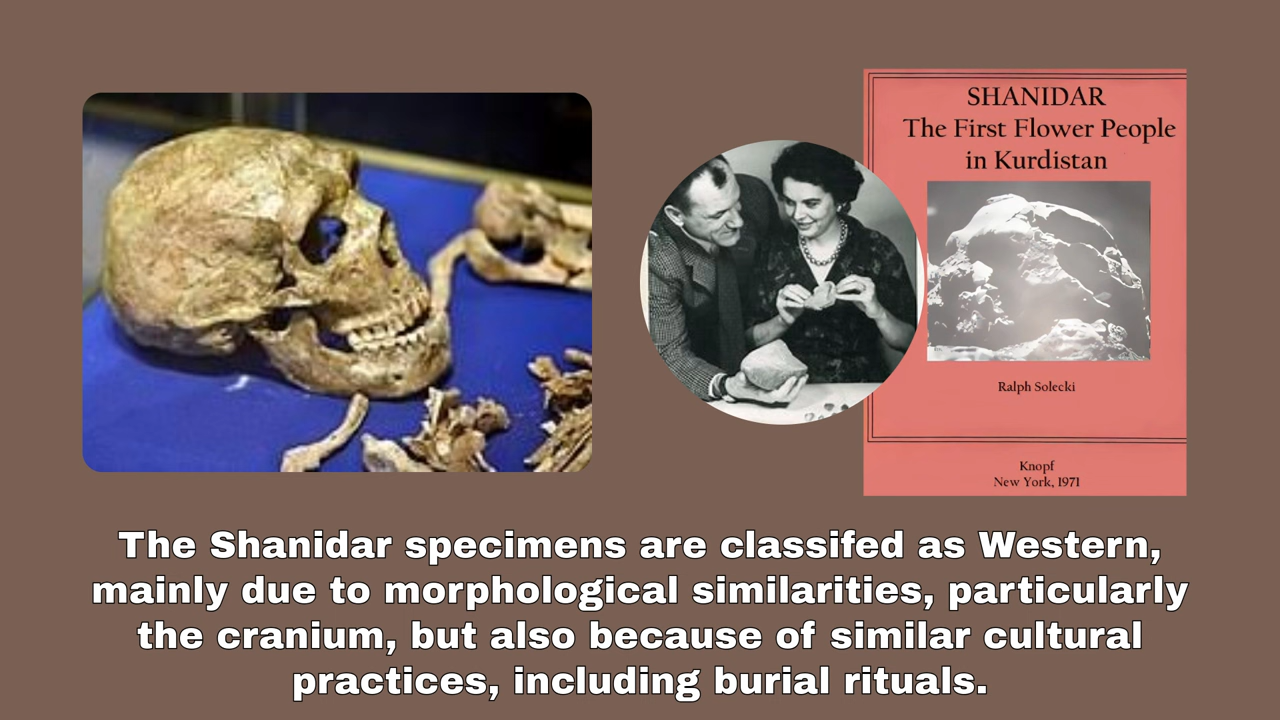 SHANIDAR
The First Flower People
in Kurdistan
Ralph Solecki
Knopf
New York, 1971
The Shanidar specimens are classifed as Western,
mainly due to morphological similarities, particularly
the cranium, but also because of similar cultural
practices, including burial rituals.